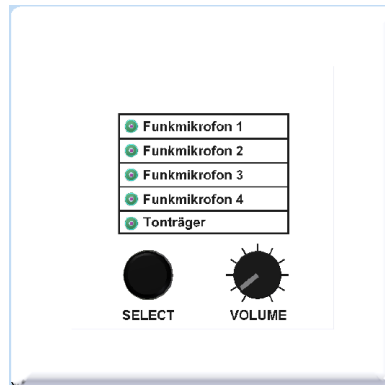 Funkmikrofon 1
Funkmikrofon 2
Funkmikrofon 3
Funkmikrofon 4
Tonträger
SELECT VOLUME